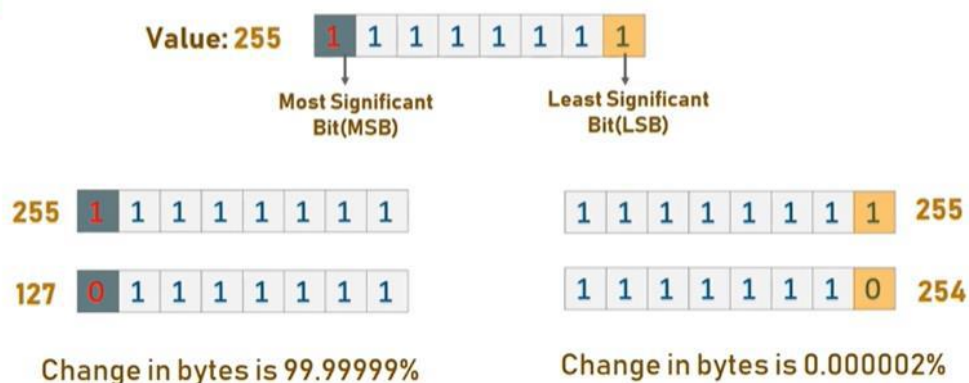 Value: 255 1 1 1 1 1 1 1 1
Most Significant Bit(MSB)
Least Significant Bit(LSB)
255 1 1 1 1 1 1 1 1
1 1 1 1 1 1 1 1 255
127 0 1 1 1 1 1 1 1
1 1 1 1 1 1 1 0 254
Change in bytes is 99.99999%
Change in bytes is 0.000002%